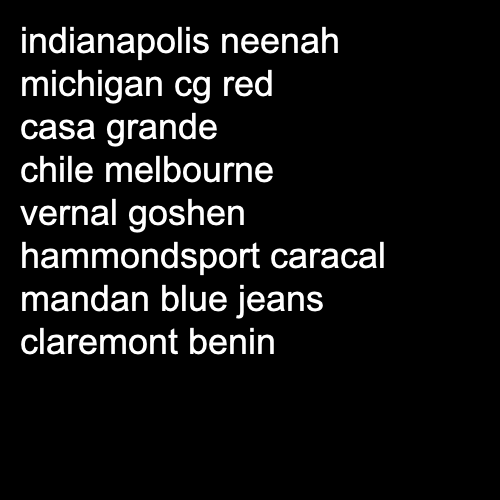 indianapolis neenah
michigan cg red
casa grande
chile melbourne
vernal goshen
hammondsport caracal
mandan blue jeans
claremont benin